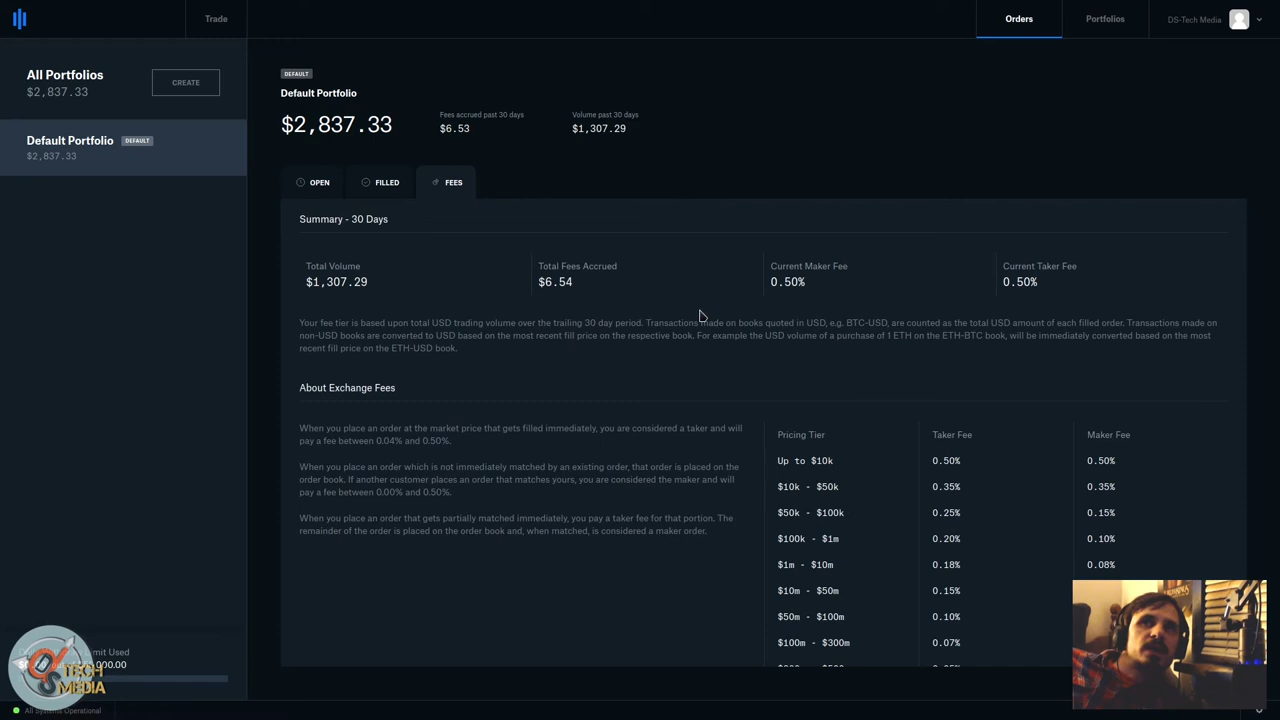 Trade
Orders
Portfolios
DS-Tech Media
All Portfolios
$2,837.33
CREATE
Default Portfolio
DEFAULT
$2,837.33
DEFAULT
Default Portfolio
$2,837.33
Fees accrued past 30 days
$6.53
Volume past 30 days
$1,307.29
OPEN
FILLED
FEES
Summary - 30 Days
Total Volume
$1,307.29
Total Fees Accrued
$6.54
Current Maker Fee
0.50%
Current Taker Fee
0.50%
Your fee tier is based upon total USD trading volume over the trailing 30 day period. Transactions made on books quoted in USD, e.g. BTC-USD, are counted as the total USD amount of each filled order. Transactions made on
non-USD books are converted to USD based on the most recent fill price on the respective book. For example the USD volume of a purchase of 1 ETH on the ETH-BTC book, will be immediately converted based on the most
recent fill price on the ETH-USD book.
About Exchange Fees
When you place an order at the market price that gets filled immediately, you are considered a taker and will
pay a fee between 0.04% and 0.50%.
When you place an order which is not immediately matched by an existing order, that order is placed on the
order book. If another customer places an order that matches yours, you are considered the maker and will
pay a fee between 0.00% and 0.50%.
When you place an order that gets partially matched immediately, you pay a taker fee for that portion. The
remainder of the order is placed on the order book and, when matched, is considered a maker order.
Pricing Tier Taker Fee Maker Fee
Up to $10k 0.50% 0.50%
$10k - $50k 0.35% 0.35%
$50k - $100k 0.25% 0.15%
$100k - $1m 0.20% 0.10%
$1m - $10m 0.18% 0.08%
$10m - $50m 0.15%
$50m - $100m 0.10%
$100m - $300m 0.07%
Limit Used
TECH
MEDIA
All Systems Operational